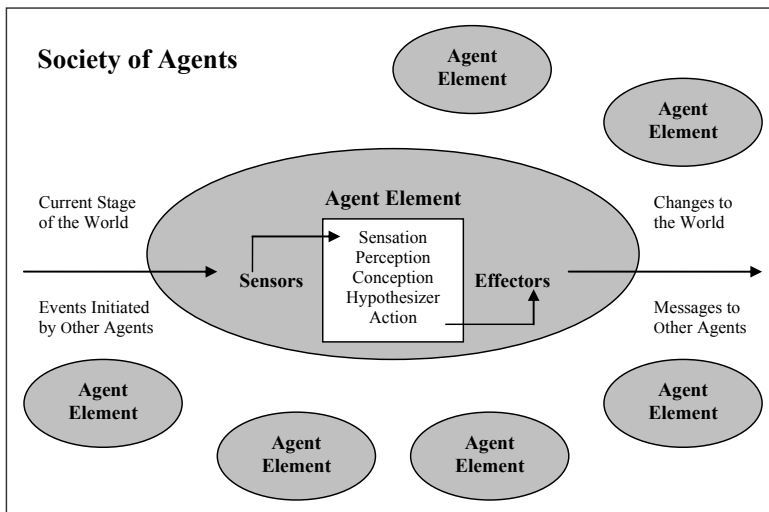 Society of Agents
Agent
Element
Agent
Element
Current Stage
of the World
Agent Element
Changes to
the World
Sensation
Perception
Conception
Hypothesizer
Action
Sensors
Effectors
Events Initiated
by Other Agents
Messages to
Other Agents
Agent
Element
Agent
Element
Agent
Element
Agent
Element